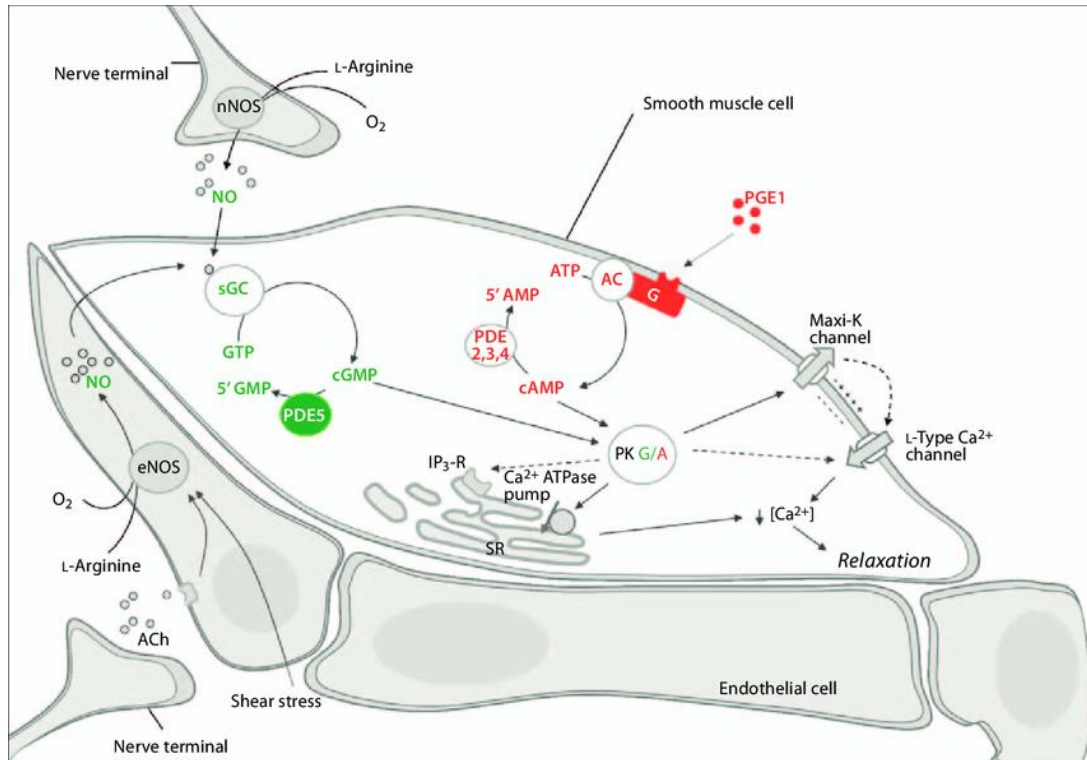 Nerve terminal
L-Arginine
nNOS
O₂
Smooth muscle cell
NO
PGE1
ATP
AC
G
sGC
5’ AMP
PDE
2,3,4
Maxi-K
channel
GTP
NO
5’ GMP
cGMP
cAMP
PDE5
L-Type Ca²⁺
channel
PK G/A
IP₃-R
Ca²⁺ ATPase
pump
eNOS
O₂
[Ca²⁺]
SR
Relaxation
L-Arginine
ACh
Endothelial cell
Shear stress
Nerve terminal